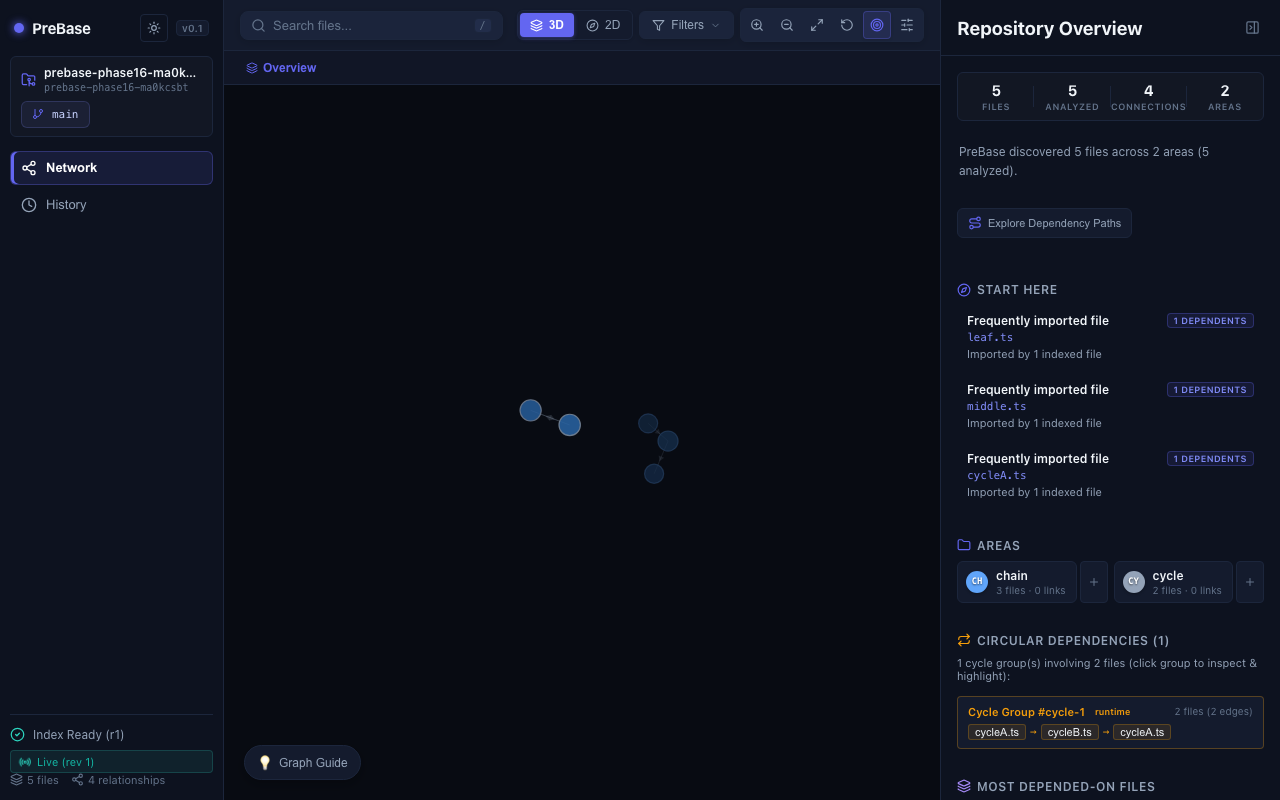 PreBase
v0.1
prebase-phase16-ma0k...
prebase-phase16-ma0kcsbt
main
Network
History
Index Ready (r1)
Live (rev 1)
5 files 4 relationships
Search files... /
3D 2D Filters
Overview
Graph Guide
Repository Overview
5 5 4 2
FILES ANALYZED CONNECTIONS AREAS
PreBase discovered 5 files across 2 areas (5
analyzed).
Explore Dependency Paths
START HERE
Frequently imported file 1 DEPENDENTS
leaf.ts
Imported by 1 indexed file
Frequently imported file 1 DEPENDENTS
middle.ts
Imported by 1 indexed file
Frequently imported file 1 DEPENDENTS
cycleA.ts
Imported by 1 indexed file
AREAS
CH chain + CY cycle +
3 files · 0 links 2 files · 0 links
CIRCULAR DEPENDENCIES (1)
1 cycle group(s) involving 2 files (click group to inspect &
highlight):
Cycle Group #cycle-1 runtime 2 files (2 edges)
cycleA.ts → cycleB.ts → cycleA.ts
MOST DEPENDED-ON FILES